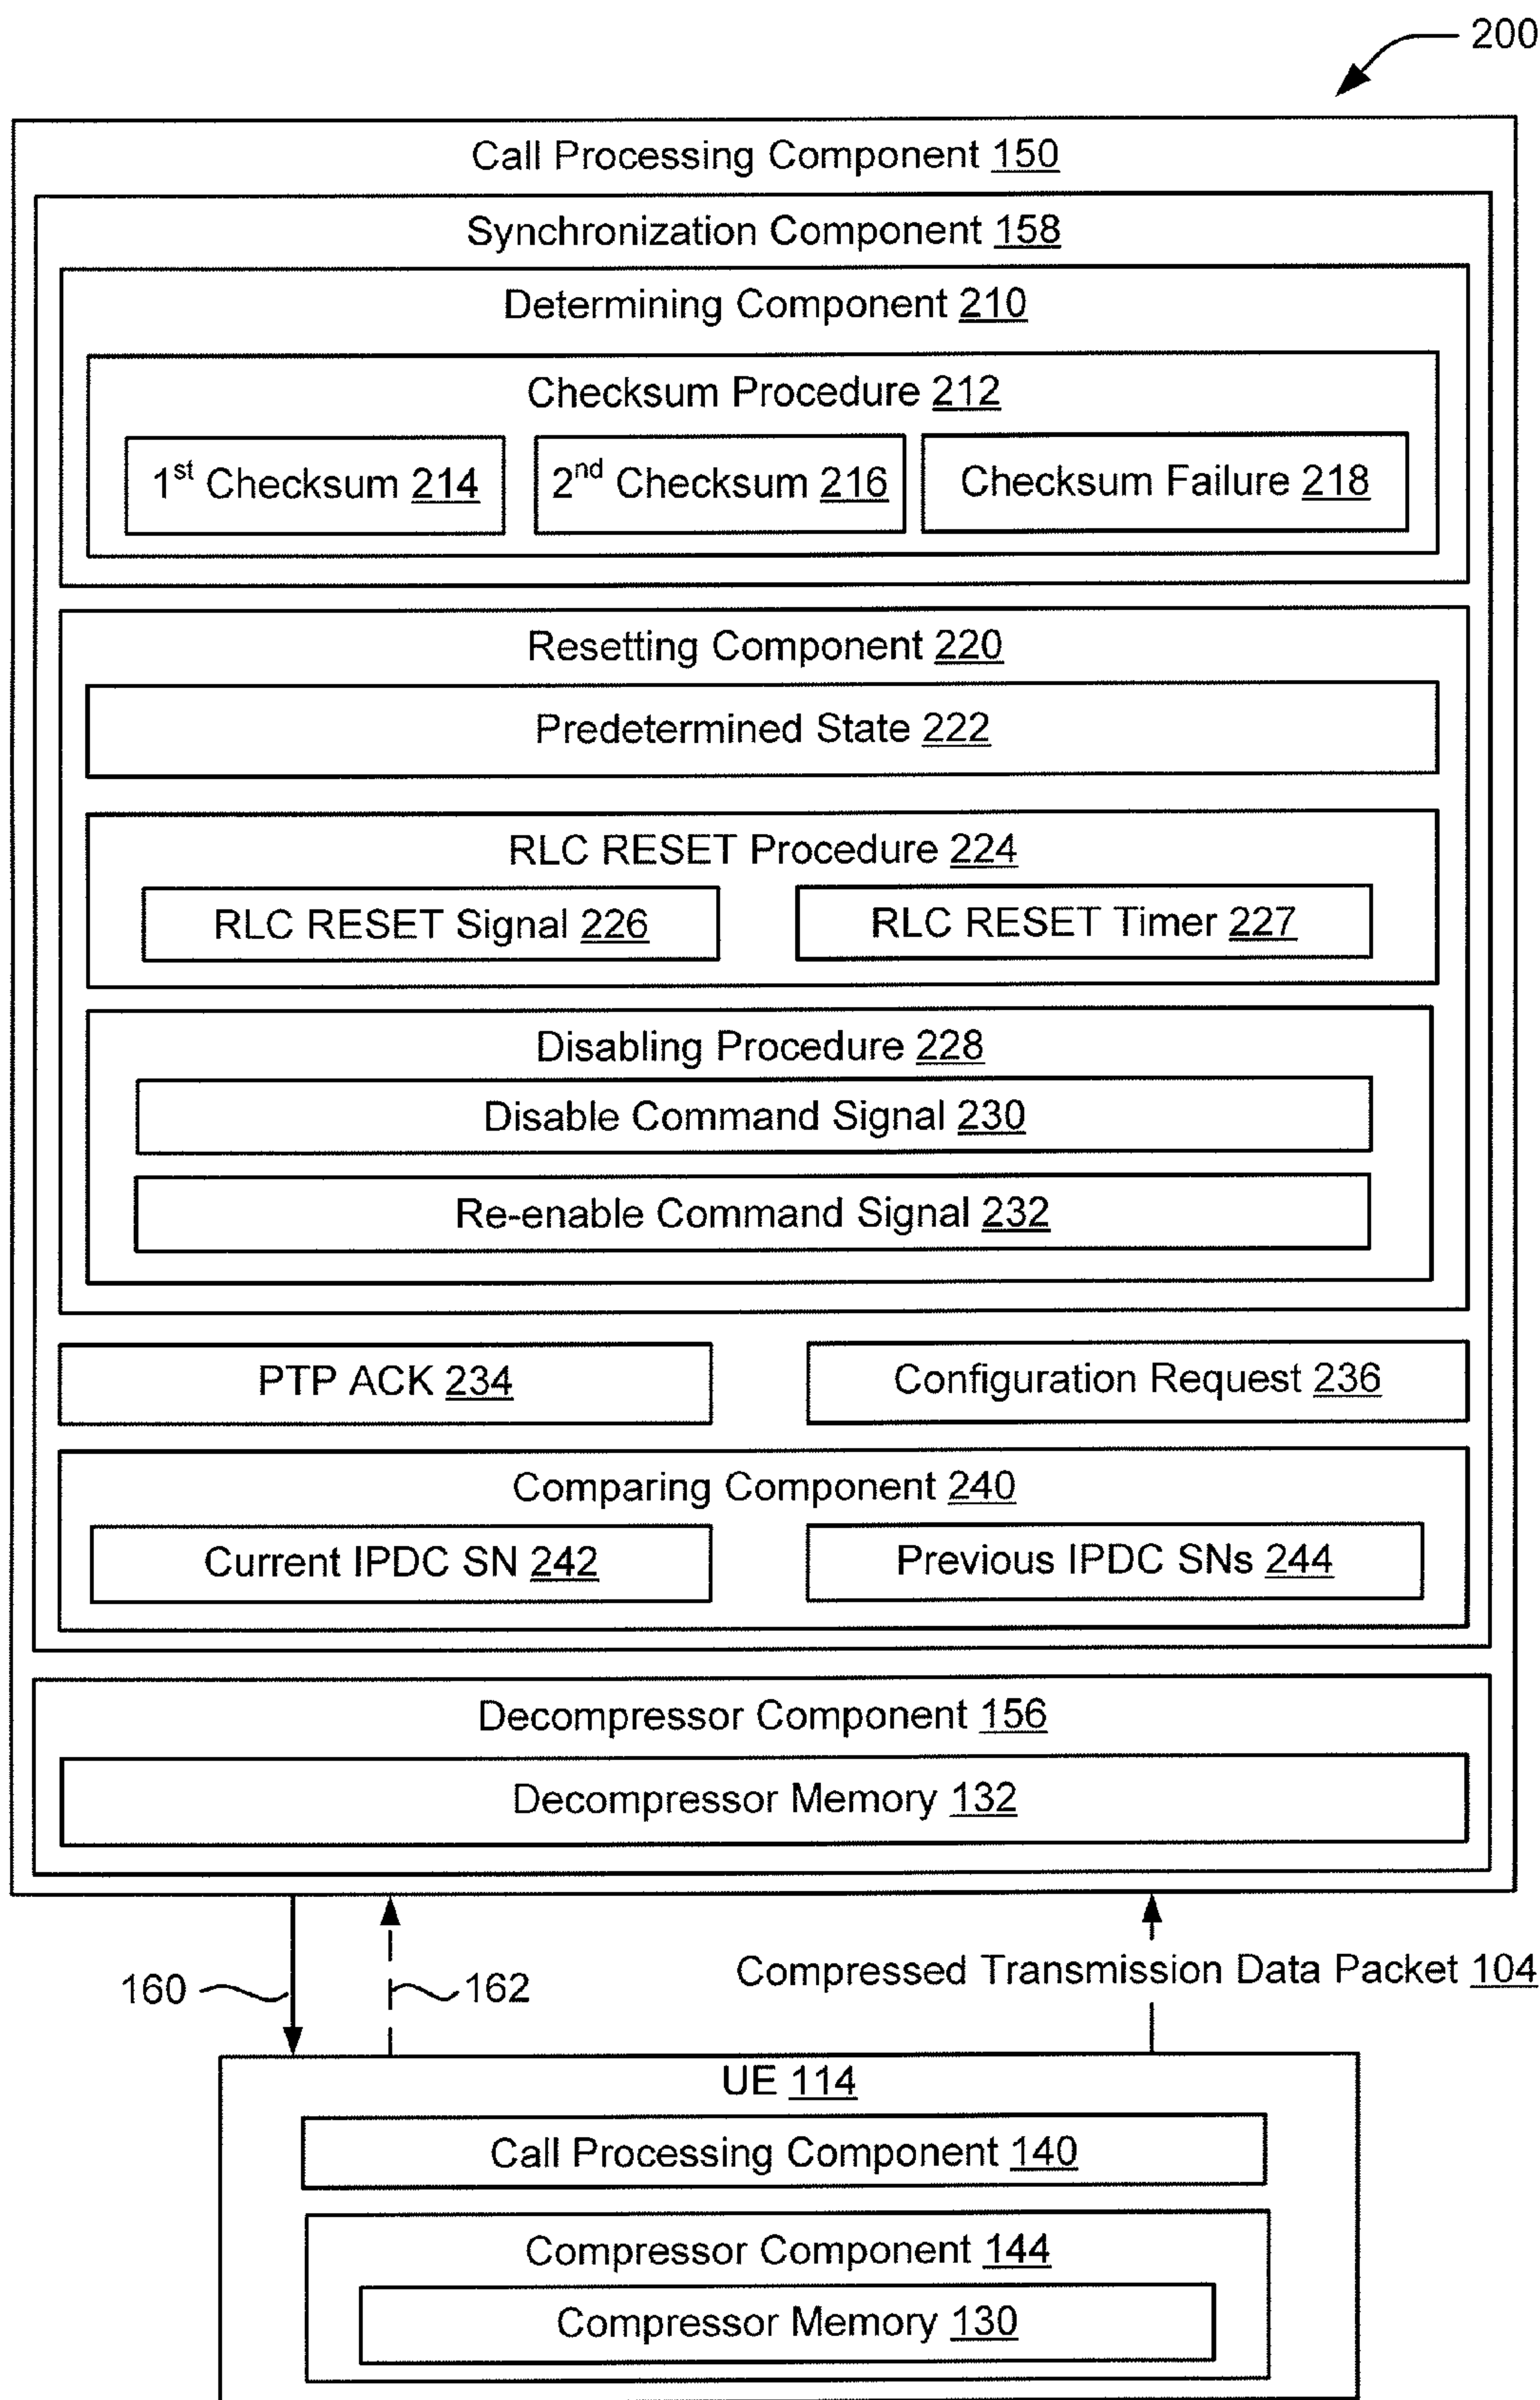 200
Call Processing Component 150
Synchronization Component 158
Determining Component 210
Checksum Procedure 212
1st Checksum 214
2nd Checksum 216
Checksum Failure 218
Resetting Component 220
Predetermined State 222
RLC RESET Procedure 224
RLC RESET Signal 226
RLC RESET Timer 227
Disabling Procedure 228
Disable Command Signal 230
Re-enable Command Signal 232
PTP ACK 234
Configuration Request 236
Comparing Component 240
Current IPDC SN 242
Previous IPDC SNs 244
Decompressor Component 156
Decompressor Memory 132
160
162
Compressed Transmission Data Packet 104
UE 114
Call Processing Component 140
Compressor Component 144
Compressor Memory 130